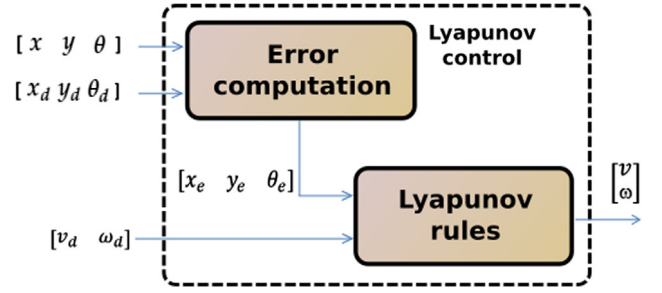 [ x y θ ]
[ x_d y_d θ_d ]
Error
computation
Lyapunov
control
[x_e y_e θ_e]
[v_d ω_d]
Lyapunov
rules
[v
ω]